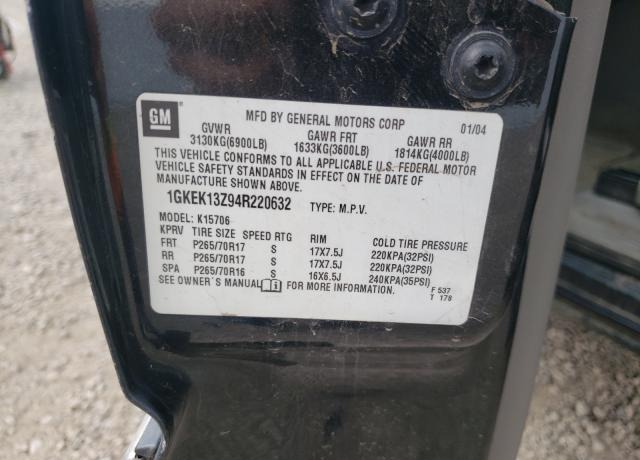 GM
MFD BY GENERAL MOTORS CORP 01/04
GVWR GAWR FRT GAWR RR
3130KG(6900LB) 1633KG(3600LB) 1814KG(4000LB)
THIS VEHICLE CONFORMS TO ALL APPLICABLE U.S. FEDERAL MOTOR
VEHICLE SAFETY STANDARDS IN EFFECT ON THE DATE OF
MANUFACTURE SHOWN ABOVE.
1GKEK13Z94R220632 TYPE: M.P.V.
MODEL: K15706
KPRV TIRE SIZE SPEED RTG RIM COLD TIRE PRESSURE
FRT P265/70R17 S 17X7.5J 220KPA(32PSI)
RR P265/70R17 S 17X7.5J 220KPA(32PSI)
SPA P265/70R16 S 16X6.5J 240KPA(35PSI)
SEE OWNER'S MANUAL i FOR MORE INFORMATION.
F 537
T 178